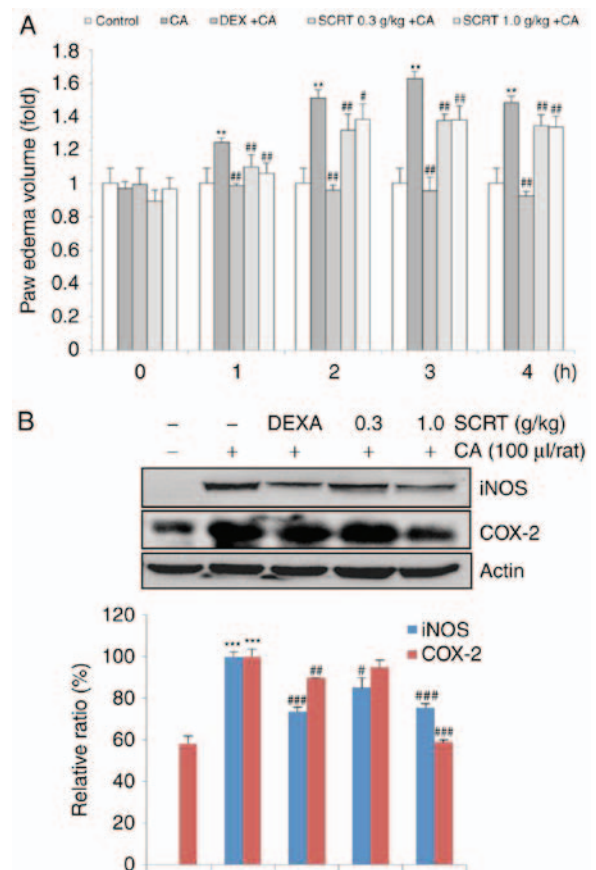 A
Control CA DEX +CA SCRT 0.3 g/kg +CA SCRT 1.0 g/kg +CA
Paw edema volume (fold)
1.8
1.6
1.4
1.2
1
0.8
0.6
0.4
0.2
0
** ## ## ##
** ## ## #
** ## ## ##
** ## ## ##
0 1 2 3 4 (h)
B
– – DEXA 0.3 1.0 SCRT (g/kg)
– + + + + CA (100 µl/rat)
iNOS
COX-2
Actin
Relative ratio (%)
120
100
80
60
40
20
0
iNOS
COX-2
*** *** ### ## # ### ###